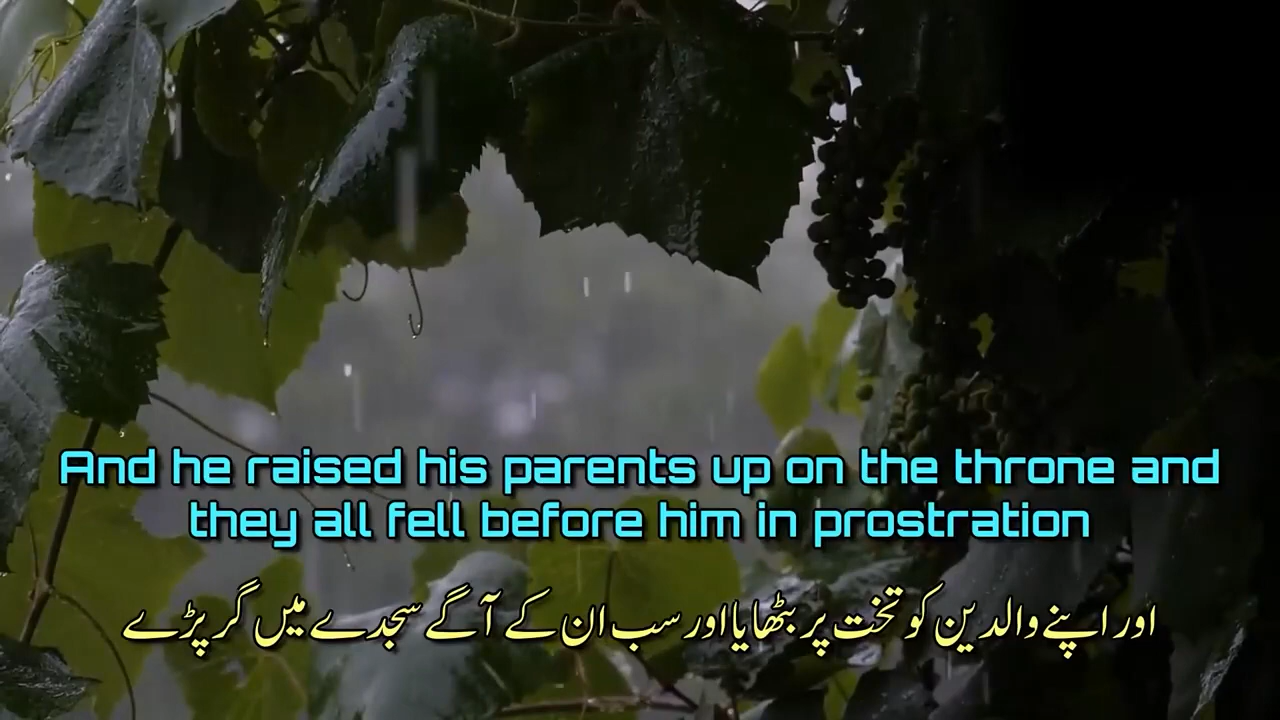 And he raised his parents up on the throne and
they all fell before him in prostration
اور اپنے والدین کو تخت پر بٹھایا اور سب ان کے آگے سجدے میں گر پڑے